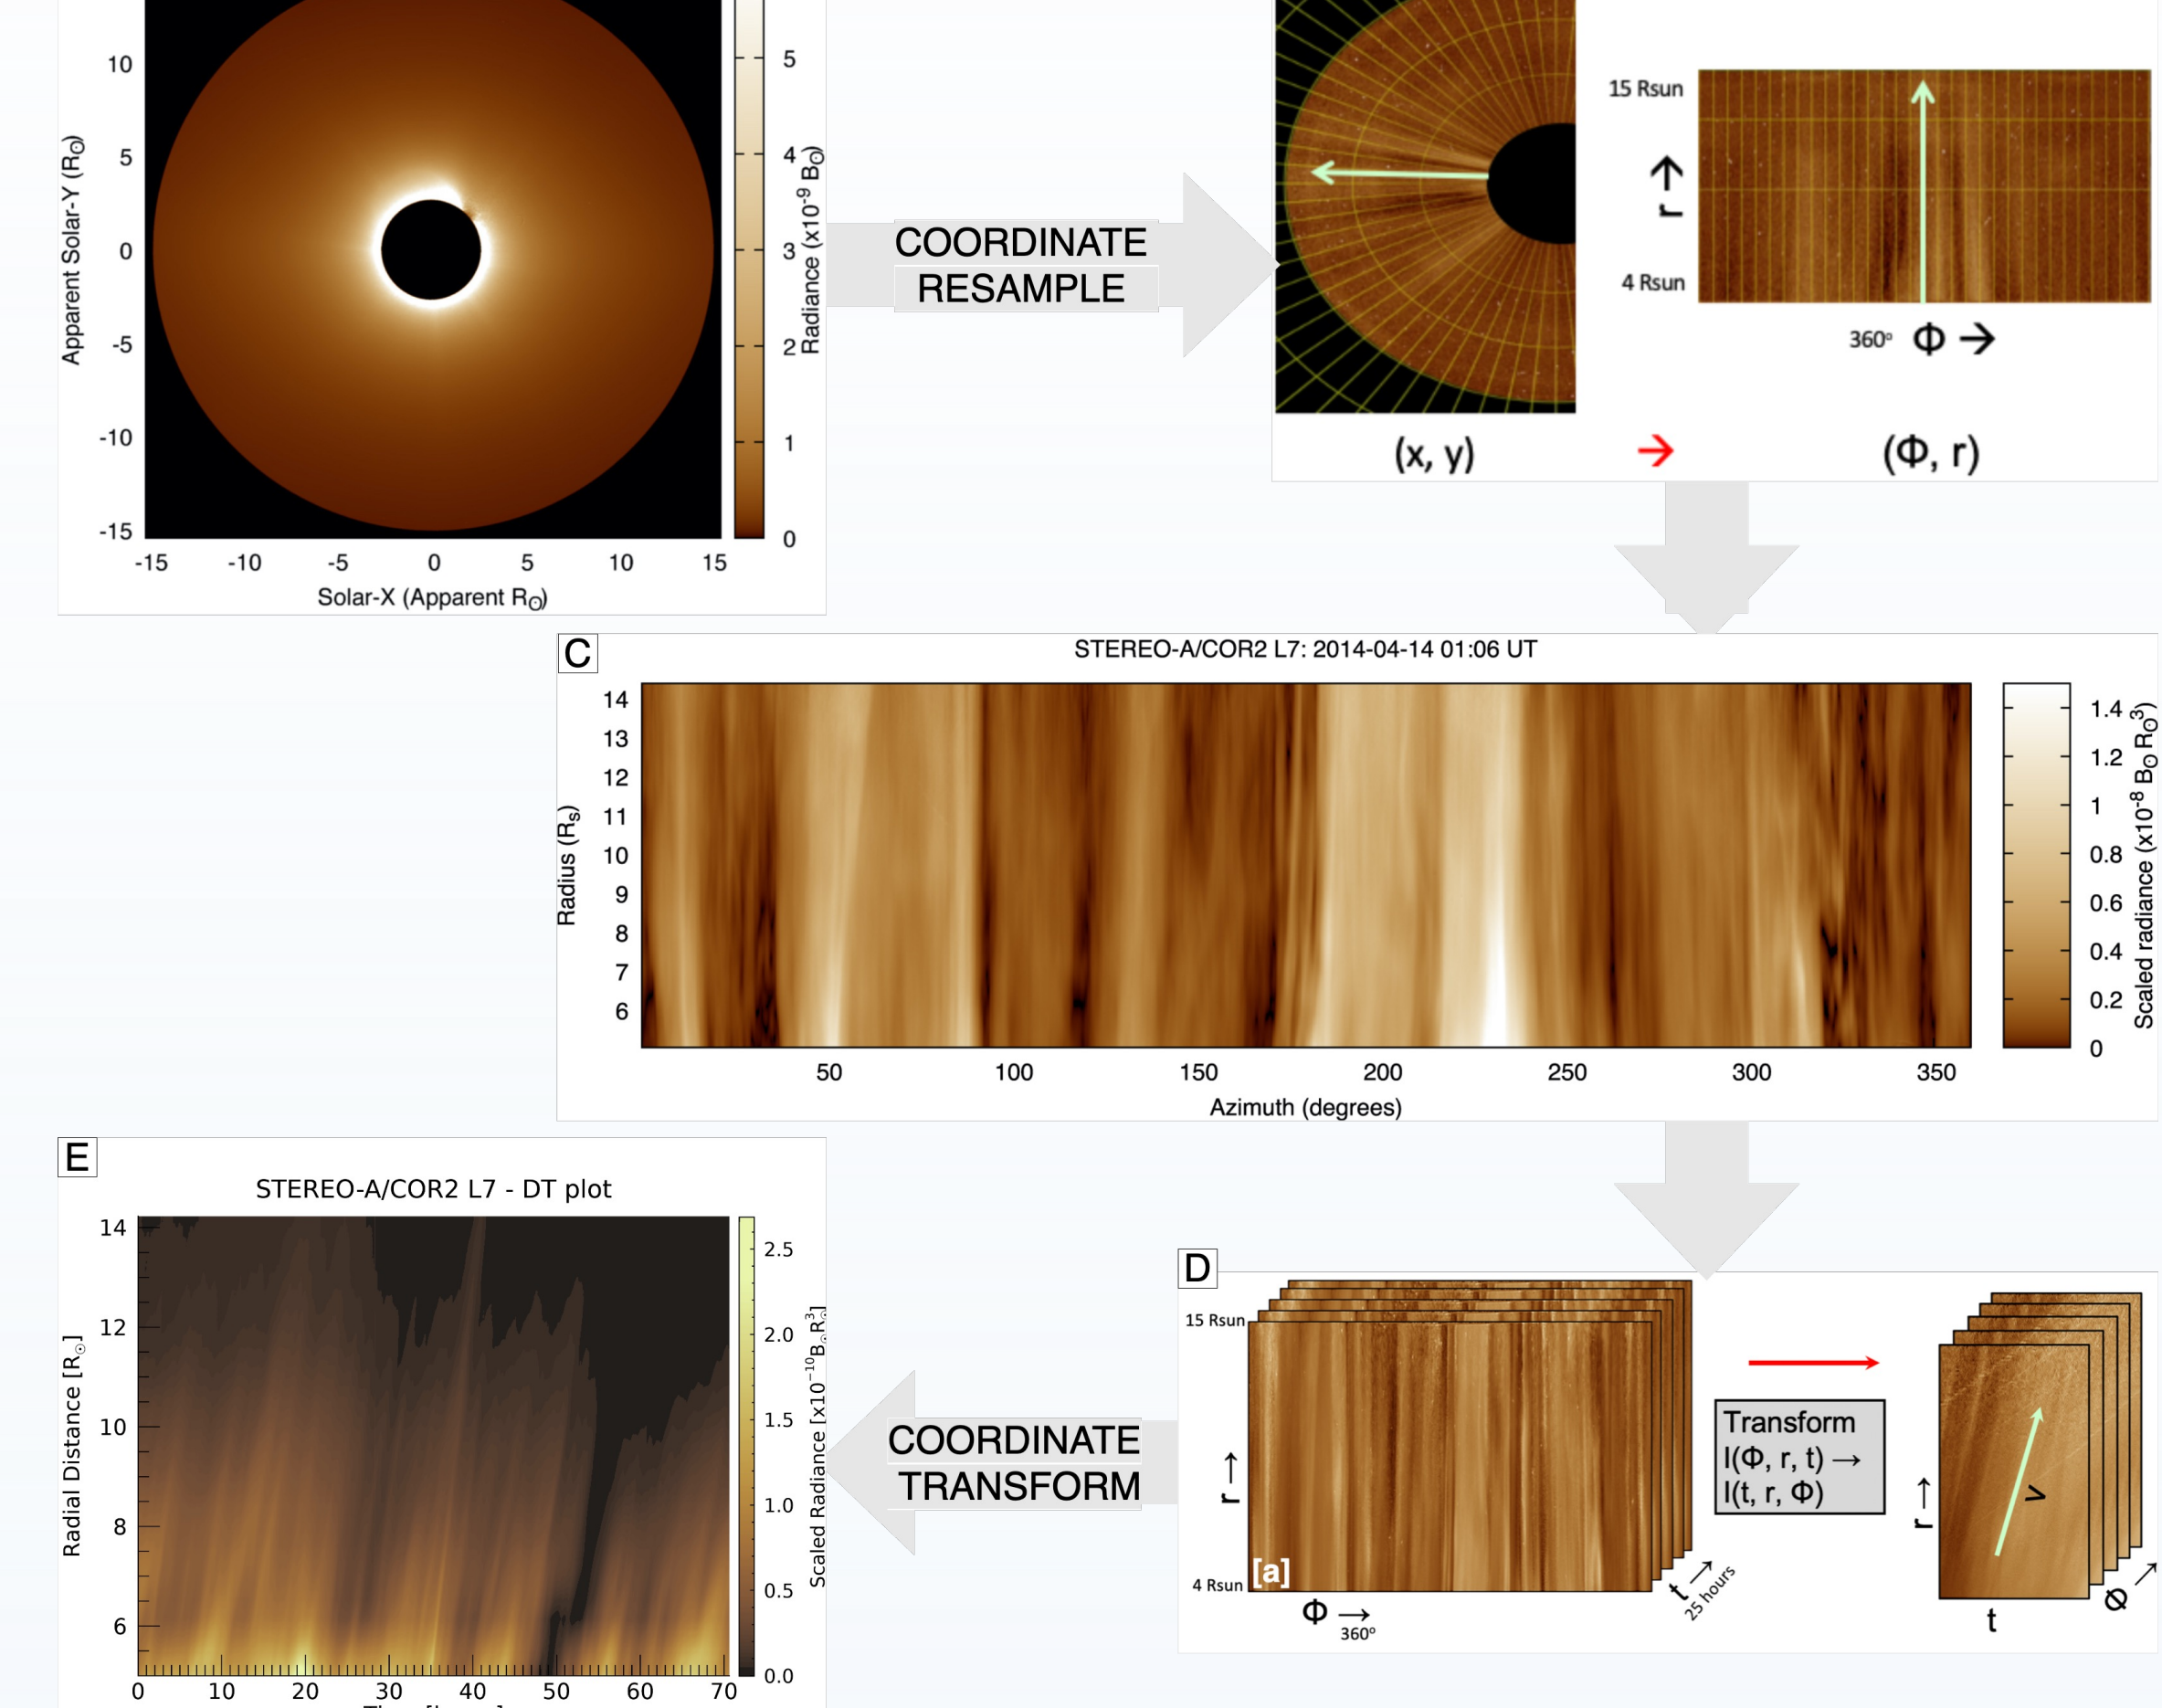 10
5
0
-5
-10
-15
-15 -10 -5 0 5 10 15
Apparent Solar-Y (R⊙)
Solar-X (Apparent R⊙)
5
4
3
2
1
0
Radiance (x10⁻⁹ B⊙)
COORDINATE
RESAMPLE
15 Rsun
r →
4 Rsun
360º Φ →
(x, y) → (Φ, r)
C
STEREO-A/COR2 L7: 2014-04-14 01:06 UT
14
13
12
11
10
9
8
7
6
Radius (Rₛ)
50 100 150 200 250 300 350
Azimuth (degrees)
1.4
1.2
1
0.8
0.6
0.4
0.2
0
Scaled radiance (x10⁻⁸ B⊙ R⊙³)
E
STEREO-A/COR2 L7 - DT plot
14
12
10
8
6
Radial Distance [R⊙]
0 10 20 30 40 50 60 70
2.5
2.0
1.5
1.0
0.5
0.0
Scaled Radiance [x10⁻¹⁰B⊙R⊙³]
COORDINATE
TRANSFORM
D
15 Rsun
r →
4 Rsun
[a]
Φ →
360º
t →
25 hours
Transform
I(Φ, r, t) →
I(t, r, Φ)
r →
v
t
Φ →